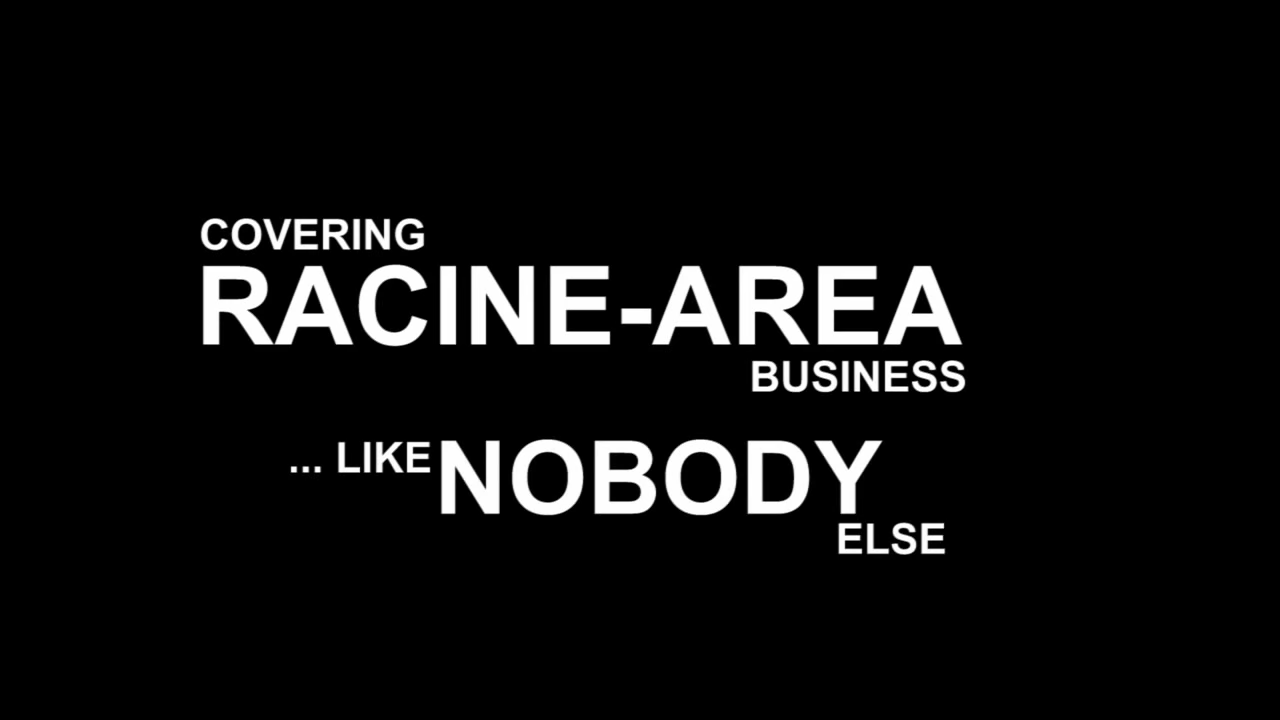 COVERING
RACINE-AREA
BUSINESS
... LIKE NOBODY
ELSE